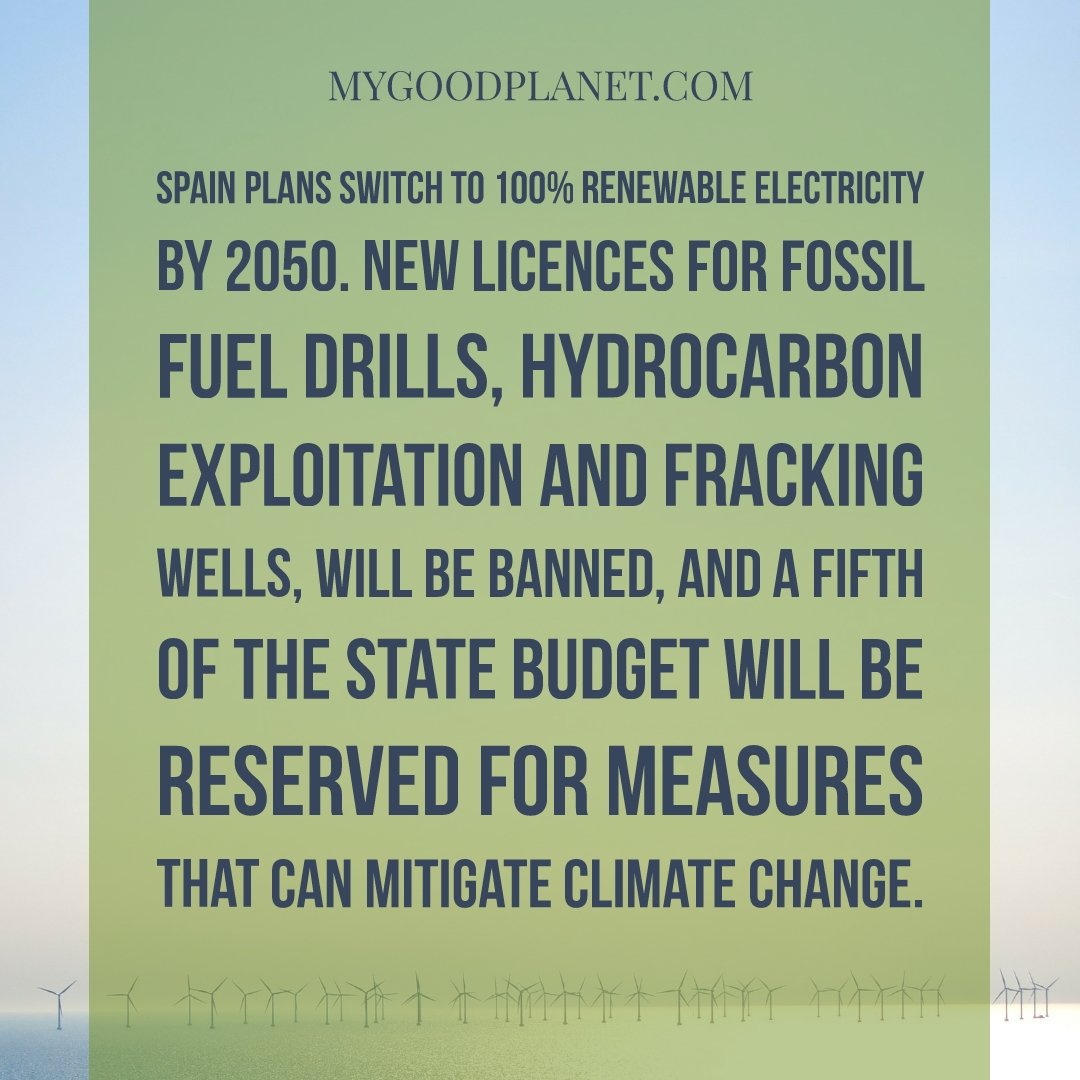 MYGOODPLANET.COM
SPAIN PLANS SWITCH TO 100% RENEWABLE ELECTRICITY
BY 2050. NEW LICENCES FOR FOSSIL
FUEL DRILLS, HYDROCARBON
EXPLOITATION AND FRACKING
WELLS, WILL BE BANNED, AND A FIFTH
OF THE STATE BUDGET WILL BE
RESERVED FOR MEASURES
THAT CAN MITIGATE CLIMATE CHANGE.